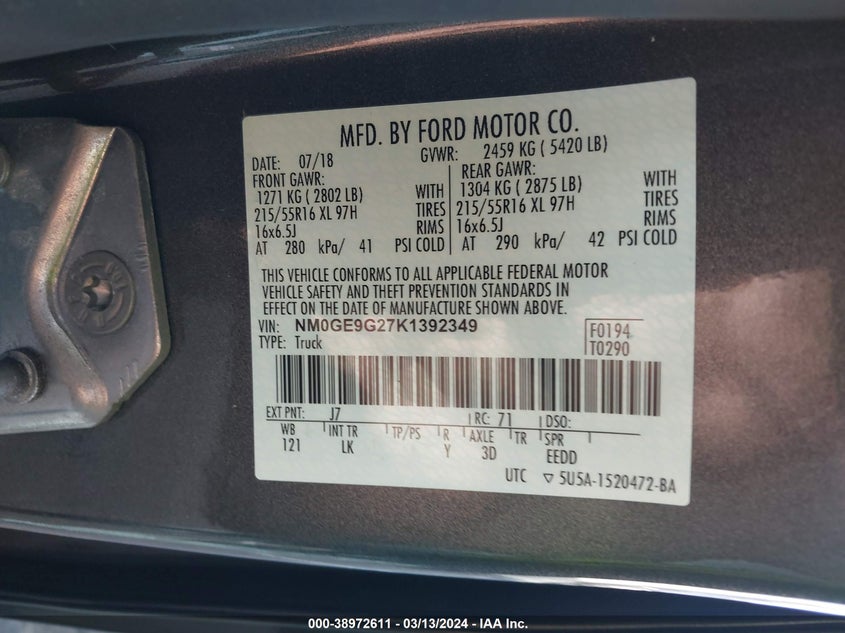 MFD. BY FORD MOTOR CO.
DATE: 07/18 GVWR: 2459 KG ( 5420 LB)
FRONT GAWR: REAR GAWR:
1271 KG ( 2802 LB) WITH 1304 KG ( 2875 LB) WITH
215/55R16 XL 97H TIRES 215/55R16 XL 97H TIRES
16x6.5J RIMS 16x6.5J RIMS
AT 280 kPa/ 41 PSI COLD AT 290 kPa/ 42 PSI COLD
THIS VEHICLE CONFORMS TO ALL APPLICABLE FEDERAL MOTOR
VEHICLE SAFETY AND THEFT PREVENTION STANDARDS IN
EFFECT ON THE DATE OF MANUFACTURE SHOWN ABOVE.
VIN: NM0GE9G27K1392349 F0194
TYPE: Truck T0290
EXT PNT: J7 RC: 71 DSO:
WB INT TR TP/PS R AXLE TR SPR
121 LK Y 3D EEDD
UTC ▽ 5U5A-1520472-BA
000-38972611 - 03/13/2024 - IAA Inc.